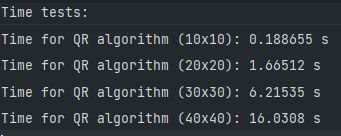 Time tests:
Time for QR algorithm (10x10): 0.188655 s
Time for QR algorithm (20x20): 1.66512 s
Time for QR algorithm (30x30): 6.21535 s
Time for QR algorithm (40x40): 16.0308 s